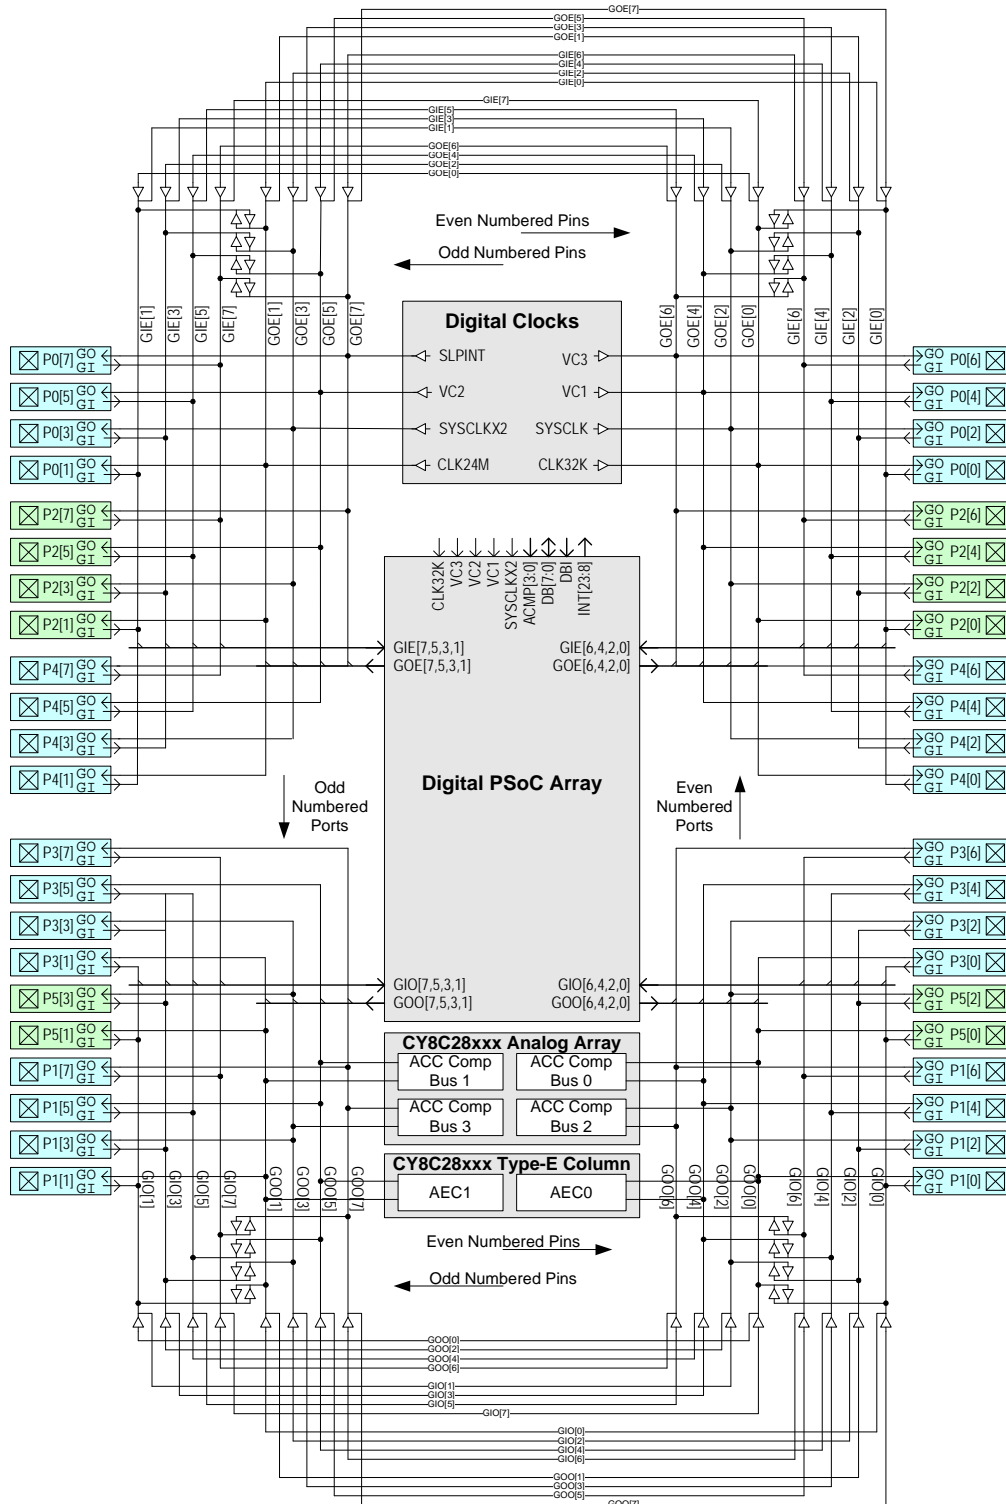 GOE[7]
GOE[5]
GOE[3]
GOE[1]
GIE[6]
GIE[4]
GIE[2]
GIE[0]
GIE[7]
GIE[5]
GIE[3]
GIE[1]
GOE[6]
GOE[4]
GOE[2]
GOE[0]
Even Numbered Pins
Odd Numbered Pins
GIE[1]
GIE[3]
GIE[5]
GIE[7]
GOE[1]
GOE[3]
GOE[5]
GOE[7]
GOE[6]
GOE[4]
GOE[2]
GOE[0]
GIE[6]
GIE[4]
GIE[2]
GIE[0]
Digital Clocks
SLPINT
VC3
VC2
VC1
SYSCLKX2
SYSCLK
CLK24M
CLK32K
P0[7] GO GI
P0[5] GO GI
P0[3] GO GI
P0[1] GO GI
P2[7] GO GI
P2[5] GO GI
P2[3] GO GI
P2[1] GO GI
P4[7] GO GI
P4[5] GO GI
P4[3] GO GI
P4[1] GO GI
GO GI P0[6]
GO GI P0[4]
GO GI P0[2]
GO GI P0[0]
GO GI P2[6]
GO GI P2[4]
GO GI P2[2]
GO GI P2[0]
GO GI P4[6]
GO GI P4[4]
GO GI P4[2]
GO GI P4[0]
CLK32K
VC3
VC2
VC1
SYSCLKX2
ACMP[3:0]
DB[7:0]
DBI
INT[23:8]
GIE[7,5,3,1]
GOE[7,5,3,1]
GIE[6,4,2,0]
GOE[6,4,2,0]
Digital PSoC Array
Odd
Numbered
Ports
Even
Numbered
Ports
P3[7] GO GI
P3[5] GO GI
P3[3] GO GI
P3[1] GO GI
P5[3] GO GI
P5[1] GO GI
P1[7] GO GI
P1[5] GO GI
P1[3] GO GI
P1[1] GO GI
GO GI P3[6]
GO GI P3[4]
GO GI P3[2]
GO GI P3[0]
GO GI P5[2]
GO GI P5[0]
GO GI P1[6]
GO GI P1[4]
GO GI P1[2]
GO GI P1[0]
GIO[7,5,3,1]
GOO[7,5,3,1]
GIO[6,4,2,0]
GOO[6,4,2,0]
CY8C28xxx Analog Array
ACC Comp
Bus 1
ACC Comp
Bus 0
ACC Comp
Bus 3
ACC Comp
Bus 2
CY8C28xxx Type-E Column
AEC1
AEC0
GIO[1]
GIO[3]
GIO[5]
GIO[7]
GOO[1]
GOO[3]
GOO[5]
GOO[7]
GOO[6]
GOO[4]
GOO[2]
GOO[0]
GIO[6]
GIO[4]
GIO[2]
GIO[0]
Even Numbered Pins
Odd Numbered Pins
GOO[0]
GOO[2]
GOO[4]
GOO[6]
GIO[1]
GIO[3]
GIO[5]
GIO[7]
GIO[0]
GIO[2]
GIO[4]
GIO[6]
GOO[1]
GOO[3]
GOO[5]
GOO[7]